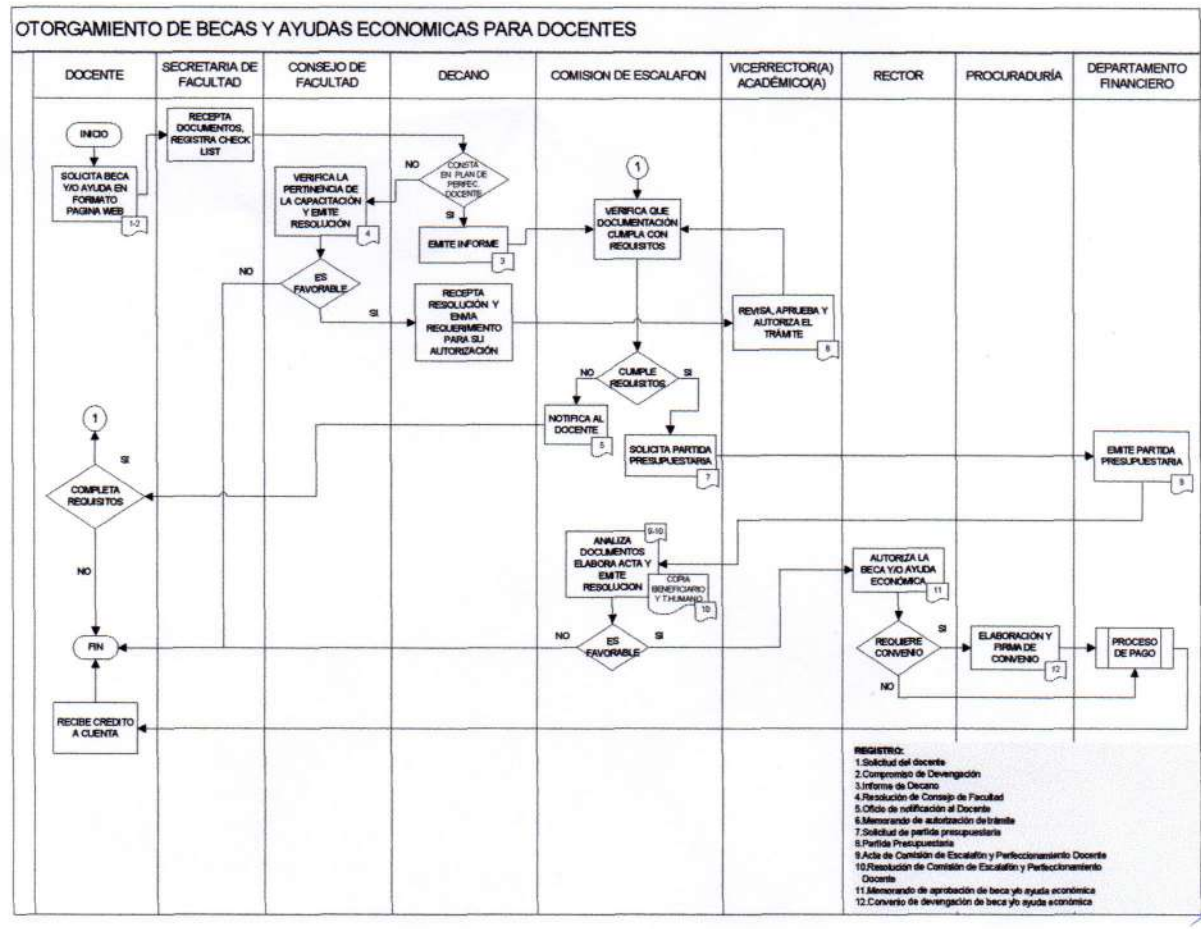 OTORGAMIENTO DE BECAS Y AYUDAS ECONOMICAS PARA DOCENTES
DOCENTE
SECRETARIA DE
FACULTAD
CONSEJO DE
FACULTAD
DECANO
COMISION DE ESCALAFON
VICERRECTOR(A)
ACADÉMICO(A)
RECTOR
PROCURADURÍA
DEPARTAMENTO
FINANCIERO
INICIO
SOLICITA BECA
Y/O AYUDA EN
FORMATO
PAGINA WEB
1-2
RECEPTA
DOCUMENTOS,
REGISTRA CHECK
LIST
VERIFICA LA
PERTINENCIA DE
LA CAPACITACIÓN
Y EMITE
RESOLUCIÓN
4
NO
CONSTA
EN PLAN DE
PERFEC.
DOCENTE
SI
EMITE INFORME
3
1
VERIFICA QUE
DOCUMENTACIÓN
CUMPLA CON
REQUISITOS
NO
ES
FAVORABLE
SI
RECEPTA
RESOLUCIÓN Y
ENVIA
REQUERIMIENTO
PARA SU
AUTORIZACIÓN
REVISA, APRUEBA Y
AUTORIZA EL
TRÁMITE
6
NO
CUMPLE
REQUISITOS
SI
NOTIFICA AL
DOCENTE
5
SOLICITA PARTIDA
PRESUPUESTARIA
7
EMITE PARTIDA
PRESUPUESTARIA
8
1
SI
COMPLETA
REQUISITOS
NO
ANALIZA
DOCUMENTOS
ELABORA ACTA Y
EMITE
RESOLUCION
9-10
COPIA
BENEFICIARIO
Y T.HUMANO
10
AUTORIZA LA
BECA Y/O AYUDA
ECONÓMICA
11
FIN
NO
ES
FAVORABLE
SI
REQUIERE
CONVENIO
SI
NO
ELABORACIÓN Y
FIRMA DE
CONVENIO
12
PROCESO
DE PAGO
RECIBE CRÉDITO
A CUENTA
REGISTRO:
1.Solicitud del docente
2.Compromiso de Devengación
3.Informe de Decano
4.Resolución de Consejo de Facultad
5.Oficio de notificación al Docente
6.Memorando de autorización de trámite
7.Solicitud de partida presupuestaria
8.Partida Presupuestaria
9.Acta de Comisión de Escalafón y Perfeccionamiento Docente
10.Resolución de Comisión de Escalafón y Perfeccionamiento
Docente
11.Memorando de aprobación de beca y/o ayuda económica
12.Convenio de devengación de beca y/o ayuda económica